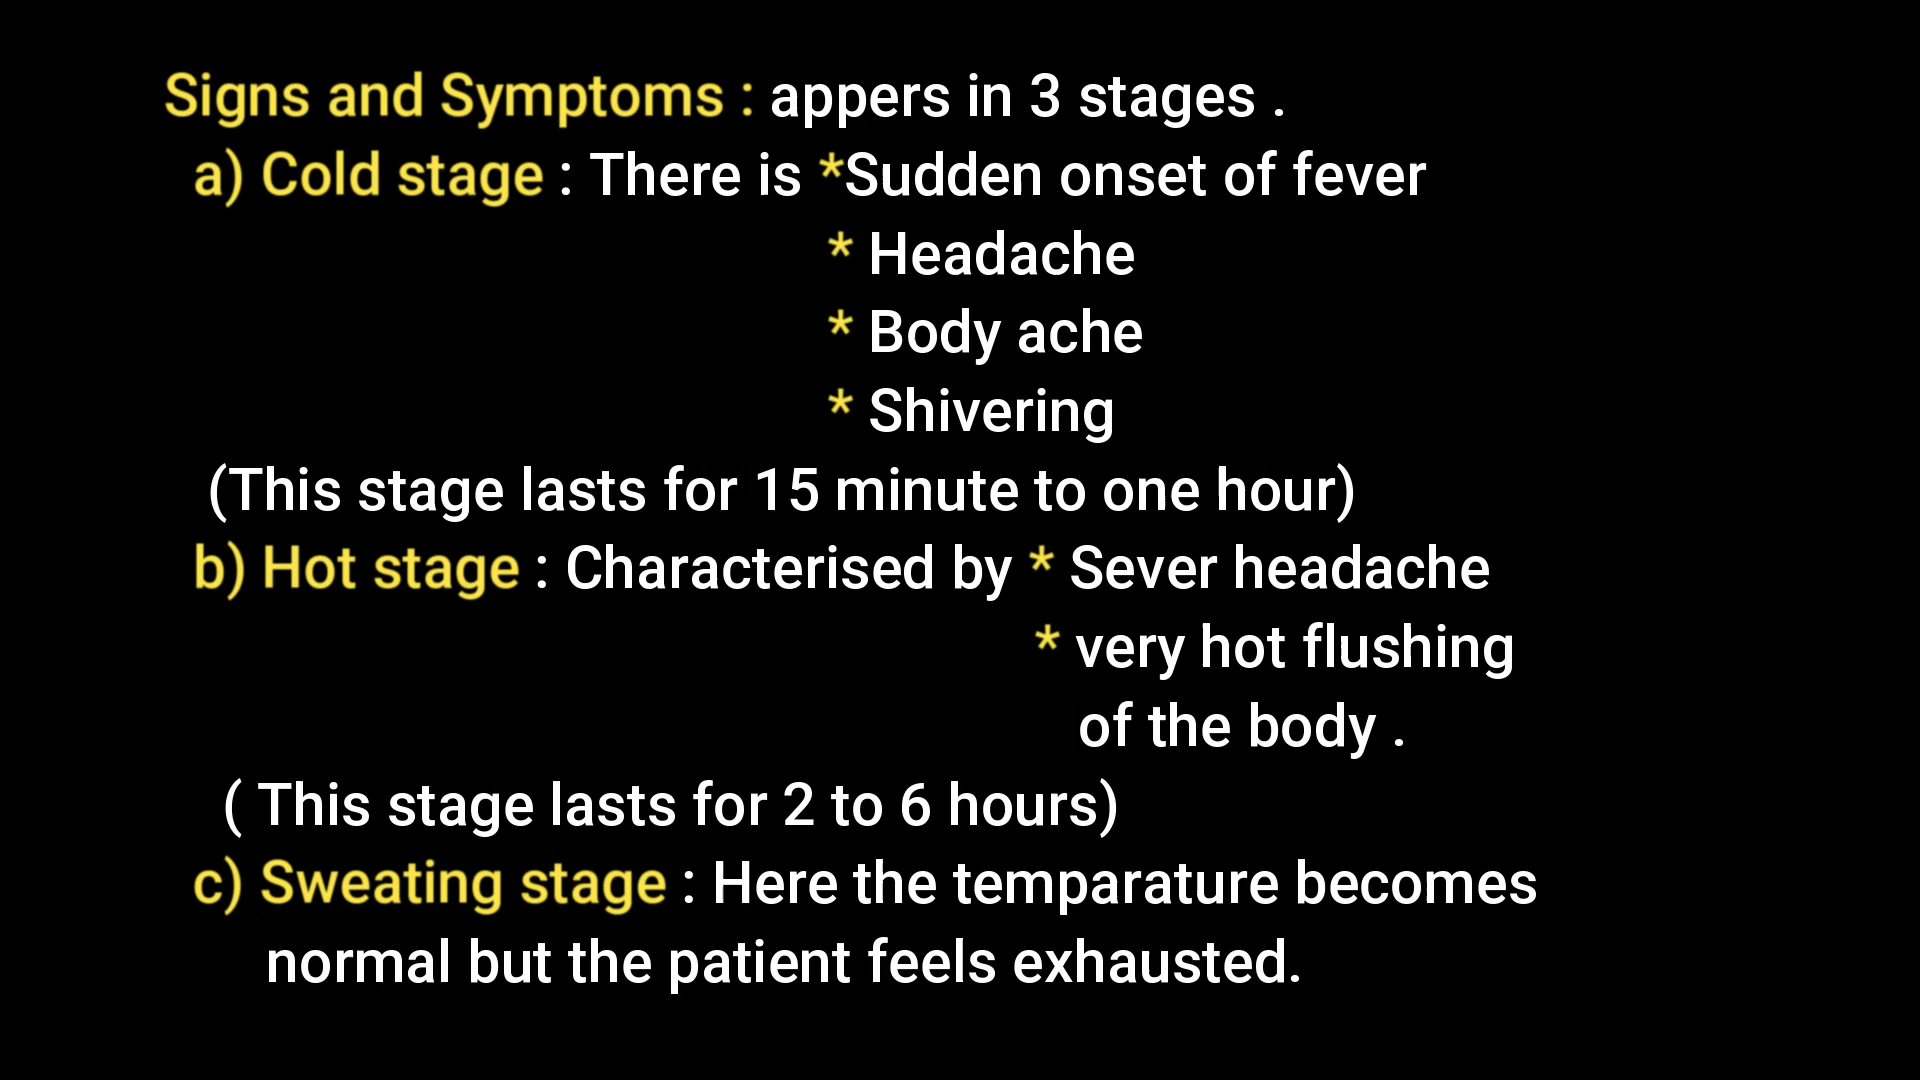 Signs and Symptoms : appers in 3 stages .
a) Cold stage : There is *Sudden onset of fever
* Headache
* Body ache
* Shivering
(This stage lasts for 15 minute to one hour)
b) Hot stage : Characterised by * Sever headache
* very hot flushing
of the body .
( This stage lasts for 2 to 6 hours)
c) Sweating stage : Here the temparature becomes
normal but the patient feels exhausted.